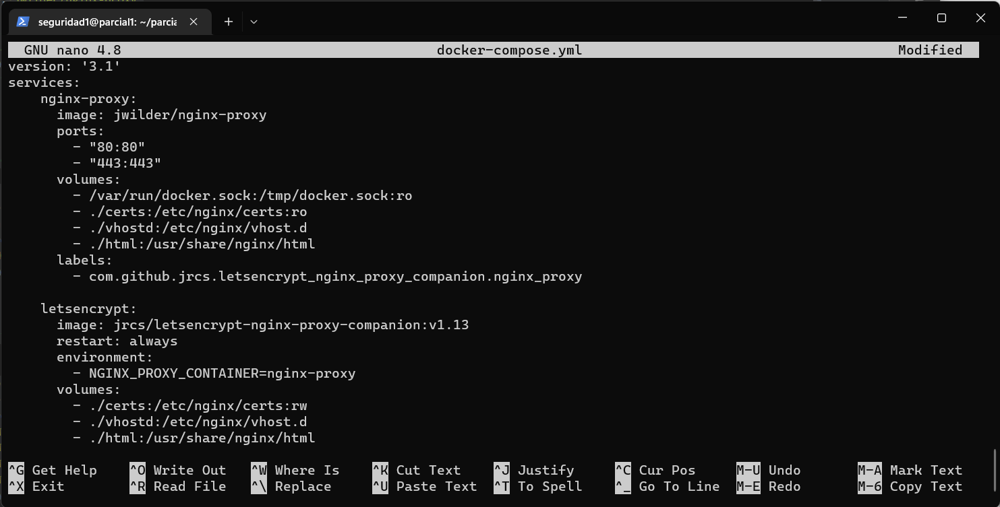 seguridad1@parcial1: ~/parcia
GNU nano 4.8 docker-compose.yml Modified
version: '3.1'
services:
    nginx-proxy:
      image: jwilder/nginx-proxy
      ports:
        - "80:80"
        - "443:443"
      volumes:
        - /var/run/docker.sock:/tmp/docker.sock:ro
        - ./certs:/etc/nginx/certs:ro
        - ./vhostd:/etc/nginx/vhost.d
        - ./html:/usr/share/nginx/html
      labels:
        - com.github.jrcs.letsencrypt_nginx_proxy_companion.nginx_proxy

    letsencrypt:
      image: jrcs/letsencrypt-nginx-proxy-companion:v1.13
      restart: always
      environment:
        - NGINX_PROXY_CONTAINER=nginx-proxy
      volumes:
        - ./certs:/etc/nginx/certs:rw
        - ./vhostd:/etc/nginx/vhost.d
        - ./html:/usr/share/nginx/html

^G Get Help ^O Write Out ^W Where Is ^K Cut Text ^J Justify ^C Cur Pos M-U Undo M-A Mark Text
^X Exit ^R Read File ^\ Replace ^U Paste Text ^T To Spell ^_ Go To Line M-E Redo M-6 Copy Text